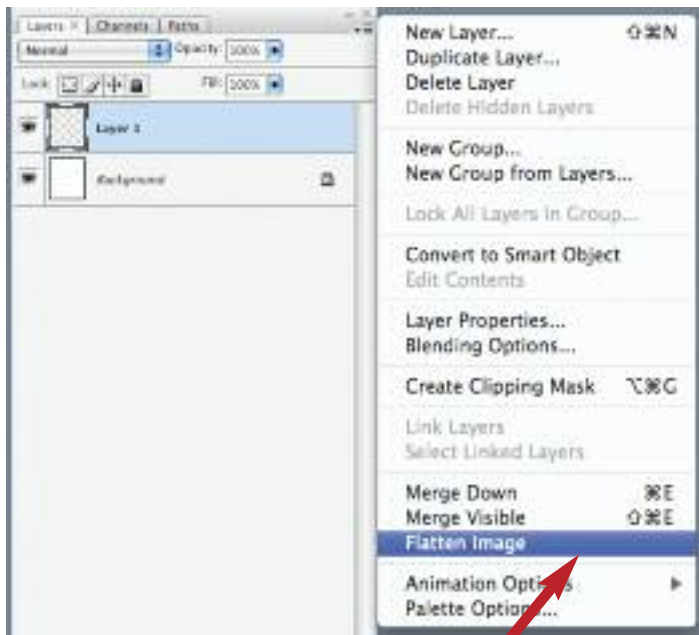 Layers × Channels Paths
Normal Opacity: 100%
Lock: Fill: 100%
Layer 1
Background
New Layer... ⇧⌘N
Duplicate Layer...
Delete Layer
Delete Hidden Layers
New Group...
New Group from Layers...
Lock All Layers in Group...
Convert to Smart Object
Edit Contents
Layer Properties...
Blending Options...
Create Clipping Mask ⌥⌘G
Link Layers
Select Linked Layers
Merge Down ⌘E
Merge Visible ⇧⌘E
Flatten Image
Animation Options
Palette Options...